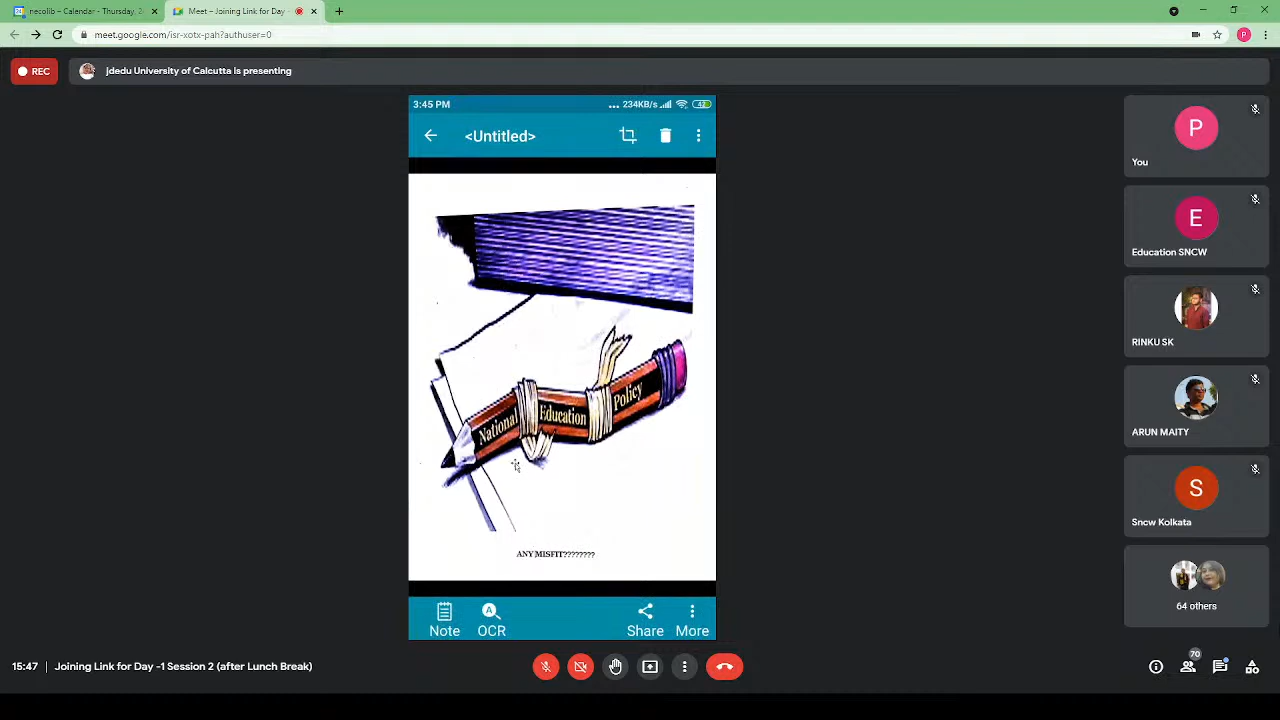 necolib – Calendar - Thursday, 2
Meet – Joining Link for Day -
meet.google.com/isr-xotx-pah?authuser=0
P
REC
Jdedu University of Calcutta is presenting
3:45 PM
... 234KB/s
42
<Untitled>
National Education Policy
ANY MISFIT????????
Note
OCR
Share
More
P
You
E
Education SNCW
RINKU SK
ARUN MAITY
S
Sncw Kolkata
64 others
15:47 | Joining Link for Day -1 Session 2 (after Lunch Break)
70